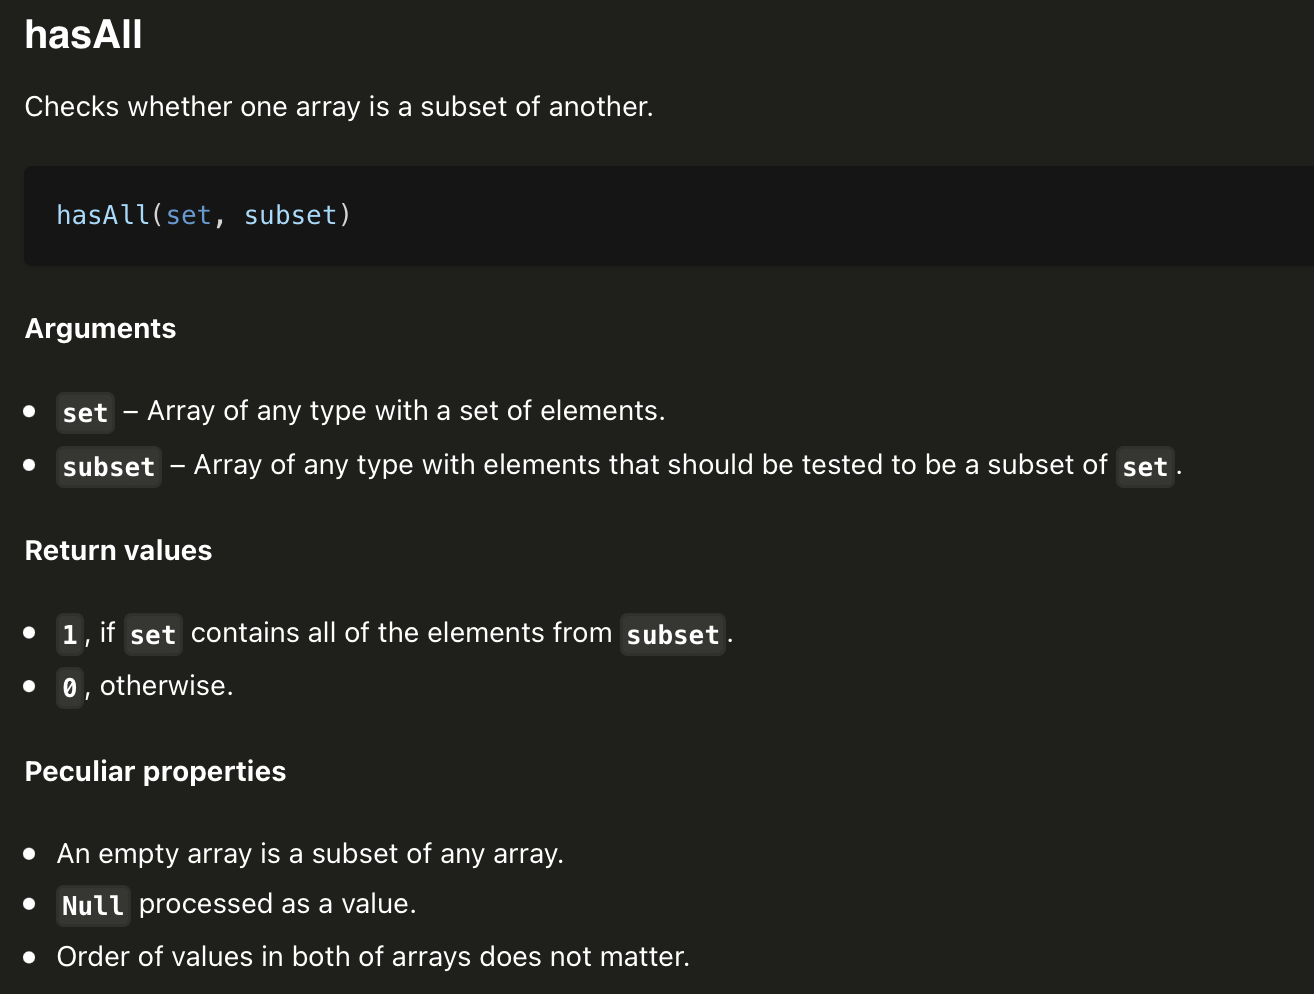 hasAll
Checks whether one array is a subset of another.
hasAll(set, subset)
Arguments
set – Array of any type with a set of elements.
subset – Array of any type with elements that should be tested to be a subset of set.
Return values
1, if set contains all of the elements from subset.
0, otherwise.
Peculiar properties
An empty array is a subset of any array.
Null processed as a value.
Order of values in both of arrays does not matter.